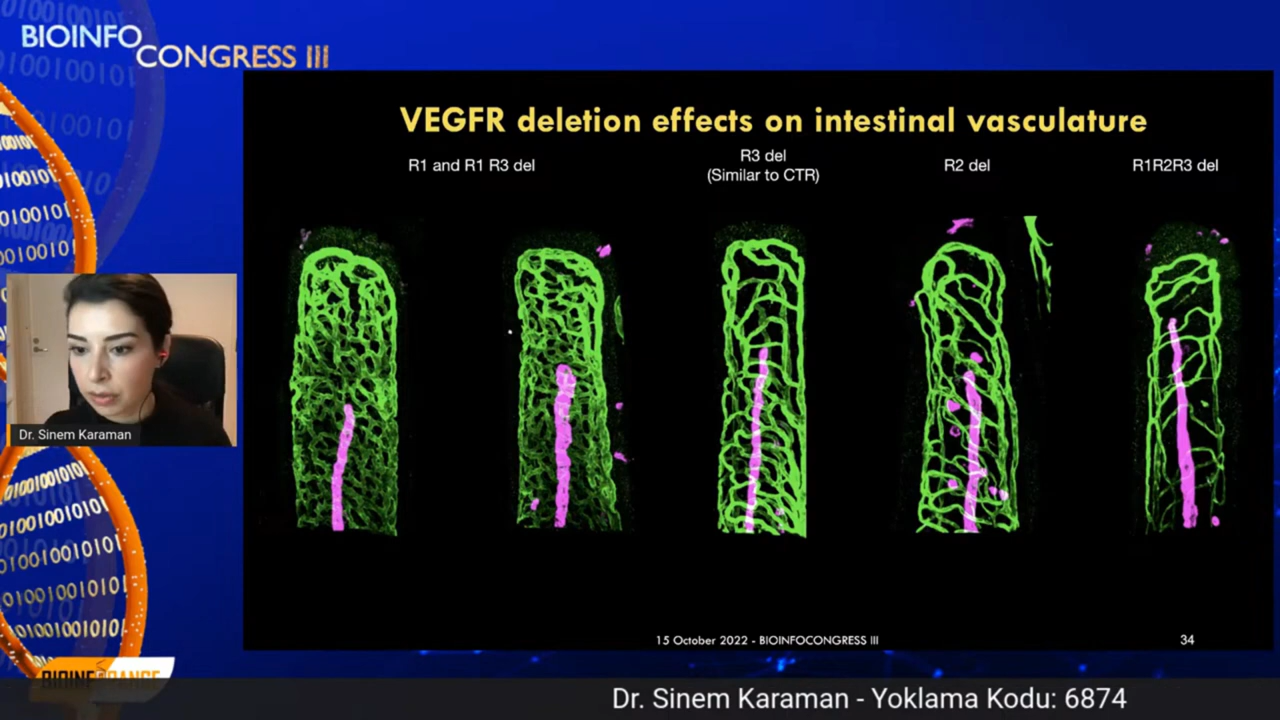 BIOINFO
CONGRESS III
VEGFR deletion effects on intestinal vasculature
R1 and R1 R3 del
R3 del
(Similar to CTR)
R2 del
R1R2R3 del
Dr. Sinem Karaman
15 October 2022 - BIOINFOCONGRESS III
34
Dr. Sinem Karaman - Yoklama Kodu: 6874